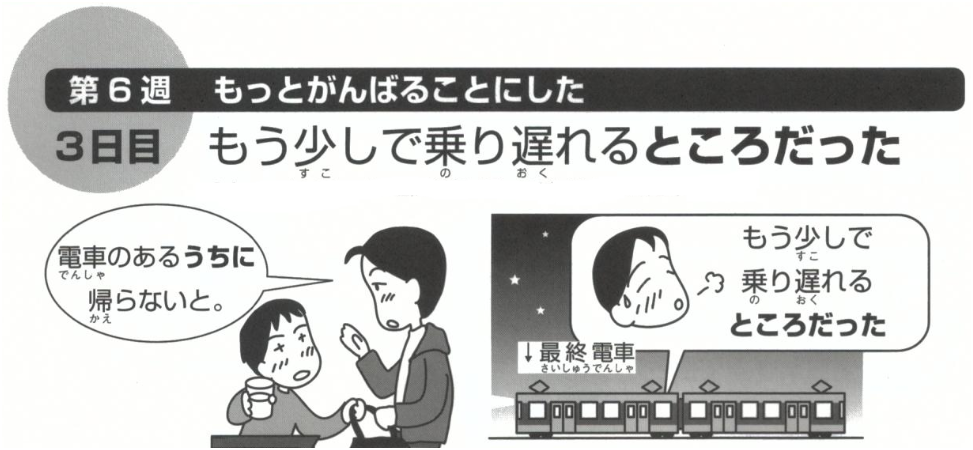 第6週 もっとがんばることにした
3日目 もう少しで乗り遅れるところだった
すこ の おく
電車のあるうちに
でんしゃ
帰らないと。
かえ
もう少しで
すこ
乗り遅れる
の おく
ところだった
↓最終電車
さいしゅうでんしゃ